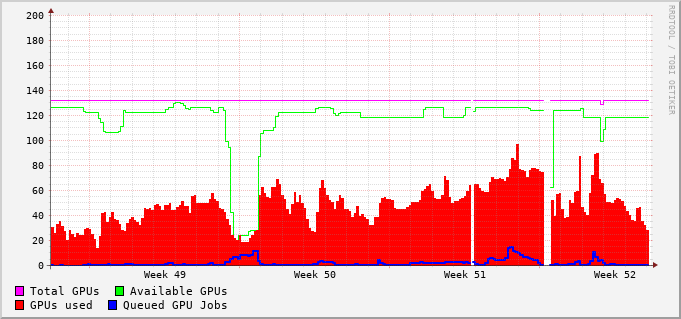 200
180
160
140
120
100
80
60
40
20
0
Week 49 Week 50 Week 51 Week 52
Total GPUs Available GPUs
GPUs used Queued GPU Jobs
RRDTOOL / TOBI OETIKER